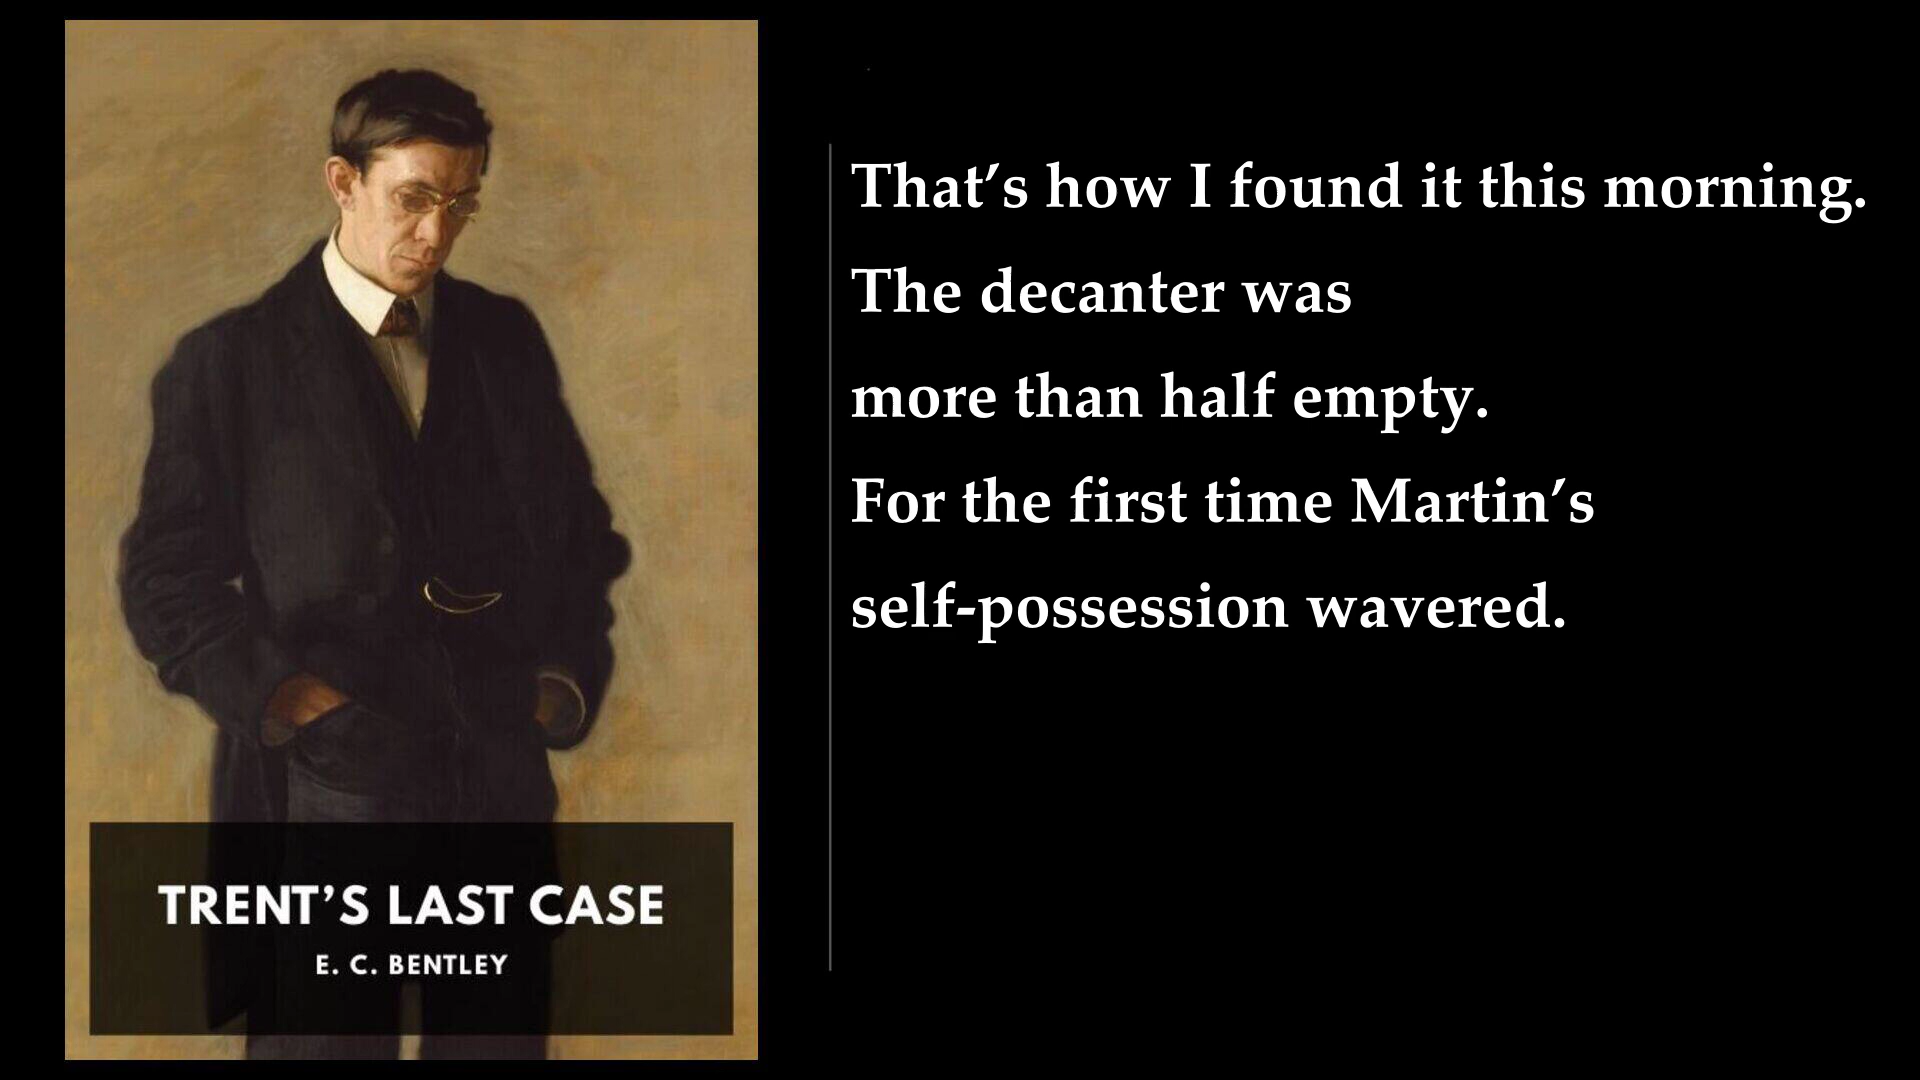 TRENT’S LAST CASE
E. C. BENTLEY
That’s how I found it this morning.
The decanter was
more than half empty.
For the first time Martin’s
self-possession wavered.